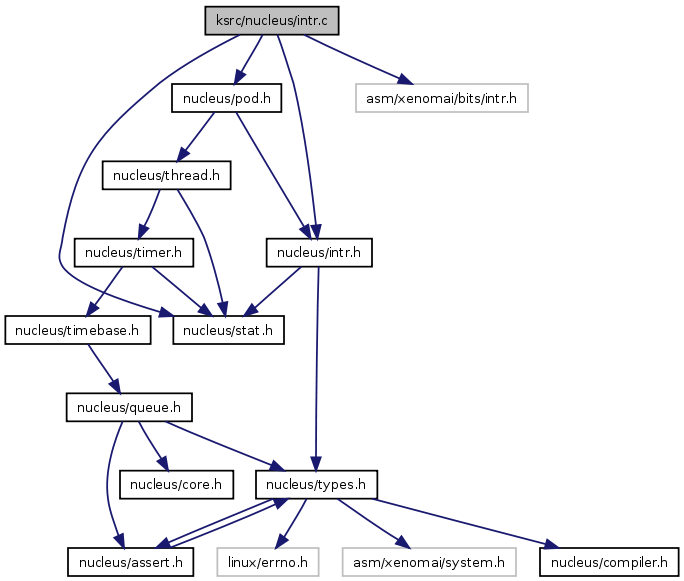 ksrc/nucleus/intr.c
nucleus/pod.h
asm/xenomai/bits/intr.h
nucleus/thread.h
nucleus/timer.h
nucleus/intr.h
nucleus/timebase.h
nucleus/stat.h
nucleus/queue.h
nucleus/core.h
nucleus/types.h
nucleus/assert.h
linux/errno.h
asm/xenomai/system.h
nucleus/compiler.h